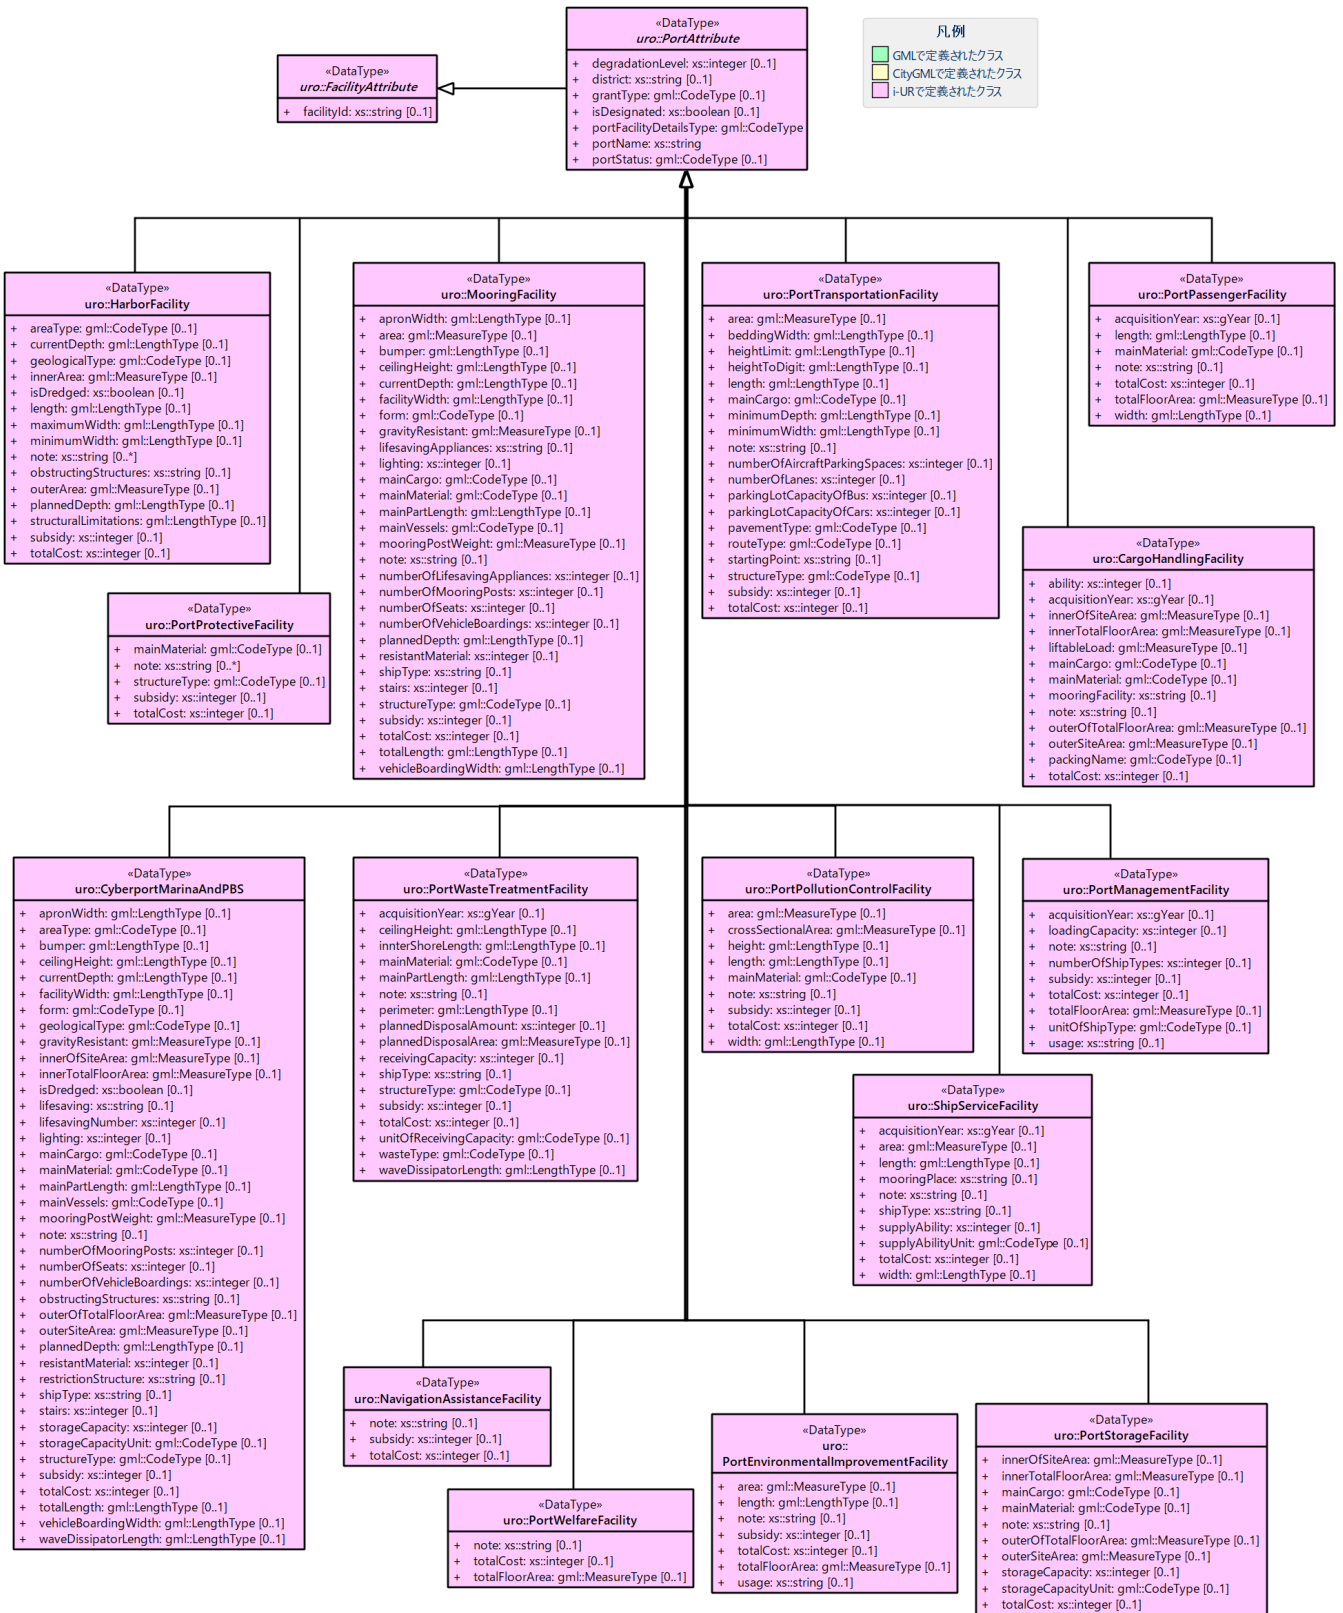 «DataType»
uro::PortAttribute
+ degradationLevel: xs::integer [0..1]
+ district: xs::string [0..1]
+ grantType: gml::CodeType [0..1]
+ isDesignated: xs::boolean [0..1]
+ portFacilityDetailsType: gml::CodeType
+ portName: xs::string
+ portStatus: gml::CodeType [0..1]
凡例
GMLで定義されたクラス
CityGMLで定義されたクラス
i-URで定義されたクラス
«DataType»
uro::FacilityAttribute
+ facilityId: xs::string [0..1]
«DataType»
uro::HarborFacility
+ areaType: gml::CodeType [0..1]
+ currentDepth: gml::LengthType [0..1]
+ geologicalType: gml::CodeType [0..1]
+ innerArea: gml::MeasureType [0..1]
+ isDredged: xs::boolean [0..1]
+ length: gml::LengthType [0..1]
+ maximumWidth: gml::LengthType [0..1]
+ minimumWidth: gml::LengthType [0..1]
+ note: xs::string [0..*]
+ obstructingStructures: xs::string [0..1]
+ outerArea: gml::MeasureType [0..1]
+ plannedDepth: gml::LengthType [0..1]
+ structuralLimitations: gml::LengthType [0..1]
+ subsidy: xs::integer [0..1]
+ totalCost: xs::integer [0..1]
«DataType»
uro::MooringFacility
+ apronWidth: gml::LengthType [0..1]
+ area: gml::MeasureType [0..1]
+ bumper: gml::LengthType [0..1]
+ ceilingHeight: gml::LengthType [0..1]
+ currentDepth: gml::LengthType [0..1]
+ facilityWidth: gml::LengthType [0..1]
+ form: gml::CodeType [0..1]
+ gravityResistant: gml::MeasureType [0..1]
+ lifesavingAppliances: xs::string [0..1]
+ lighting: xs::integer [0..1]
+ mainCargo: gml::CodeType [0..1]
+ mainMaterial: gml::CodeType [0..1]
+ mainPartLength: gml::LengthType [0..1]
+ mainVessels: gml::CodeType [0..1]
+ mooringPostWeight: gml::MeasureType [0..1]
+ note: xs::string [0..1]
+ numberOfLifesavingAppliances: xs::integer [0..1]
+ numberOfMooringPosts: xs::integer [0..1]
+ numberOfSeats: xs::integer [0..1]
+ numberOfVehicleBoardings: xs::integer [0..1]
+ plannedDepth: gml::LengthType [0..1]
+ resistantMaterial: xs::integer [0..1]
+ shipType: xs::string [0..1]
+ stairs: xs::integer [0..1]
+ structureType: gml::CodeType [0..1]
+ subsidy: xs::integer [0..1]
+ totalCost: xs::integer [0..1]
+ totalLength: gml::LengthType [0..1]
+ vehicleBoardingWidth: gml::LengthType [0..1]
«DataType»
uro::PortTransportationFacility
+ area: gml::MeasureType [0..1]
+ beddingWidth: gml::LengthType [0..1]
+ heightLimit: gml::LengthType [0..1]
+ heightToDigit: gml::LengthType [0..1]
+ length: gml::LengthType [0..1]
+ mainCargo: gml::CodeType [0..1]
+ minimumDepth: gml::LengthType [0..1]
+ minimumWidth: gml::LengthType [0..1]
+ note: xs::string [0..1]
+ numberOfAircraftParkingSpaces: xs::integer [0..1]
+ numberOfLanes: xs::integer [0..1]
+ parkingLotCapacityOfBus: xs::integer [0..1]
+ parkingLotCapacityOfCars: xs::integer [0..1]
+ pavementType: gml::CodeType [0..1]
+ routeType: gml::CodeType [0..1]
+ startingPoint: xs::string [0..1]
+ structureType: gml::CodeType [0..1]
+ subsidy: xs::integer [0..1]
+ totalCost: xs::integer [0..1]
«DataType»
uro::PortPassengerFacility
+ acquisitionYear: xs::gYear [0..1]
+ length: gml::LengthType [0..1]
+ mainMaterial: gml::CodeType [0..1]
+ note: xs::string [0..1]
+ totalCost: xs::integer [0..1]
+ totalFloorArea: gml::MeasureType [0..1]
+ width: gml::LengthType [0..1]
«DataType»
uro::CargoHandlingFacility
+ ability: xs::integer [0..1]
+ acquisitionYear: xs::gYear [0..1]
+ innerOfSiteArea: gml::MeasureType [0..1]
+ innerTotalFloorArea: gml::MeasureType [0..1]
+ liftableLoad: gml::MeasureType [0..1]
+ mainCargo: gml::CodeType [0..1]
+ mainMaterial: gml::CodeType [0..1]
+ mooringFacility: xs::string [0..1]
+ note: xs::string [0..1]
+ outerOfTotalFloorArea: gml::MeasureType [0..1]
+ outerSiteArea: gml::MeasureType [0..1]
+ packingName: gml::CodeType [0..1]
+ totalCost: xs::integer [0..1]
«DataType»
uro::PortProtectiveFacility
+ mainMaterial: gml::CodeType [0..1]
+ note: xs::string [0..*]
+ structureType: gml::CodeType [0..1]
+ subsidy: xs::integer [0..1]
+ totalCost: xs::integer [0..1]
«DataType»
uro::CyberportMarinaAndPBS
+ apronWidth: gml::LengthType [0..1]
+ areaType: gml::CodeType [0..1]
+ bumper: gml::LengthType [0..1]
+ ceilingHeight: gml::LengthType [0..1]
+ currentDepth: gml::LengthType [0..1]
+ facilityWidth: gml::LengthType [0..1]
+ form: gml::CodeType [0..1]
+ geologicalType: gml::CodeType [0..1]
+ gravityResistant: gml::MeasureType [0..1]
+ innerOfSiteArea: gml::MeasureType [0..1]
+ innerTotalFloorArea: gml::MeasureType [0..1]
+ isDredged: xs::boolean [0..1]
+ lifesaving: xs::string [0..1]
+ lifesavingNumber: xs::integer [0..1]
+ lighting: xs::integer [0..1]
+ mainCargo: gml::CodeType [0..1]
+ mainMaterial: gml::CodeType [0..1]
+ mainPartLength: gml::LengthType [0..1]
+ mainVessels: gml::CodeType [0..1]
+ mooringPostWeight: gml::MeasureType [0..1]
+ note: xs::string [0..1]
+ numberOfMooringPosts: xs::integer [0..1]
+ numberOfSeats: xs::integer [0..1]
+ numberOfVehicleBoardings: xs::integer [0..1]
+ obstructingStructures: xs::string [0..1]
+ outerOfTotalFloorArea: gml::MeasureType [0..1]
+ outerSiteArea: gml::MeasureType [0..1]
+ plannedDepth: gml::LengthType [0..1]
+ resistantMaterial: xs::integer [0..1]
+ restrictionStructure: xs::string [0..1]
+ shipType: xs::string [0..1]
+ stairs: xs::integer [0..1]
+ storageCapacity: xs::integer [0..1]
+ storageCapacityUnit: gml::CodeType [0..1]
+ structureType: gml::CodeType [0..1]
+ subsidy: xs::integer [0..1]
+ totalCost: xs::integer [0..1]
+ totalLength: gml::LengthType [0..1]
+ vehicleBoardingWidth: gml::LengthType [0..1]
+ waveDissipatorLength: gml::LengthType [0..1]
«DataType»
uro::PortWasteTreatmentFacility
+ acquisitionYear: xs::gYear [0..1]
+ ceilingHeight: gml::LengthType [0..1]
+ innterShoreLength: gml::LengthType [0..1]
+ mainMaterial: gml::CodeType [0..1]
+ mainPartLength: gml::LengthType [0..1]
+ note: xs::string [0..1]
+ perimeter: gml::LengthType [0..1]
+ plannedDisposalAmount: xs::integer [0..1]
+ plannedDisposalArea: gml::MeasureType [0..1]
+ receivingCapacity: xs::integer [0..1]
+ shipType: xs::string [0..1]
+ structureType: gml::CodeType [0..1]
+ subsidy: xs::integer [0..1]
+ totalCost: xs::integer [0..1]
+ unitOfReceivingCapacity: gml::CodeType [0..1]
+ wasteType: gml::CodeType [0..1]
+ waveDissipatorLength: gml::LengthType [0..1]
«DataType»
uro::PortPollutionControlFacility
+ area: gml::MeasureType [0..1]
+ crossSectionalArea: gml::MeasureType [0..1]
+ height: gml::LengthType [0..1]
+ length: gml::LengthType [0..1]
+ mainMaterial: gml::CodeType [0..1]
+ note: xs::string [0..1]
+ subsidy: xs::integer [0..1]
+ totalCost: xs::integer [0..1]
+ width: gml::LengthType [0..1]
«DataType»
uro::PortManagementFacility
+ acquisitionYear: xs::gYear [0..1]
+ loadingCapacity: xs::integer [0..1]
+ note: xs::string [0..1]
+ numberOfShipTypes: xs::integer [0..1]
+ subsidy: xs::integer [0..1]
+ totalCost: xs::integer [0..1]
+ totalFloorArea: gml::MeasureType [0..1]
+ unitOfShipType: gml::CodeType [0..1]
+ usage: xs::string [0..1]
«DataType»
uro::ShipServiceFacility
+ acquisitionYear: xs::gYear [0..1]
+ area: gml::MeasureType [0..1]
+ length: gml::LengthType [0..1]
+ mooringPlace: xs::string [0..1]
+ note: xs::string [0..1]
+ shipType: xs::string [0..1]
+ supplyAbility: xs::integer [0..1]
+ supplyAbilityUnit: gml::CodeType [0..1]
+ totalCost: xs::integer [0..1]
+ width: gml::LengthType [0..1]
«DataType»
uro::NavigationAssistanceFacility
+ note: xs::string [0..1]
+ subsidy: xs::integer [0..1]
+ totalCost: xs::integer [0..1]
«DataType»
uro::PortWelfareFacility
+ note: xs::string [0..1]
+ totalCost: xs::integer [0..1]
+ totalFloorArea: gml::MeasureType [0..1]
«DataType»
uro::
PortEnvironmentalImprovementFacility
+ area: gml::MeasureType [0..1]
+ length: gml::LengthType [0..1]
+ note: xs::string [0..1]
+ subsidy: xs::integer [0..1]
+ totalCost: xs::integer [0..1]
+ totalFloorArea: gml::MeasureType [0..1]
+ usage: xs::string [0..1]
«DataType»
uro::PortStorageFacility
+ innerOfSiteArea: gml::MeasureType [0..1]
+ innerTotalFloorArea: gml::MeasureType [0..1]
+ mainCargo: gml::CodeType [0..1]
+ mainMaterial: gml::CodeType [0..1]
+ note: xs::string [0..1]
+ outerOfTotalFloorArea: gml::MeasureType [0..1]
+ outerSiteArea: gml::MeasureType [0..1]
+ storageCapacity: xs::integer [0..1]
+ storageCapacityUnit: gml::CodeType [0..1]
+ totalCost: xs::integer [0..1]